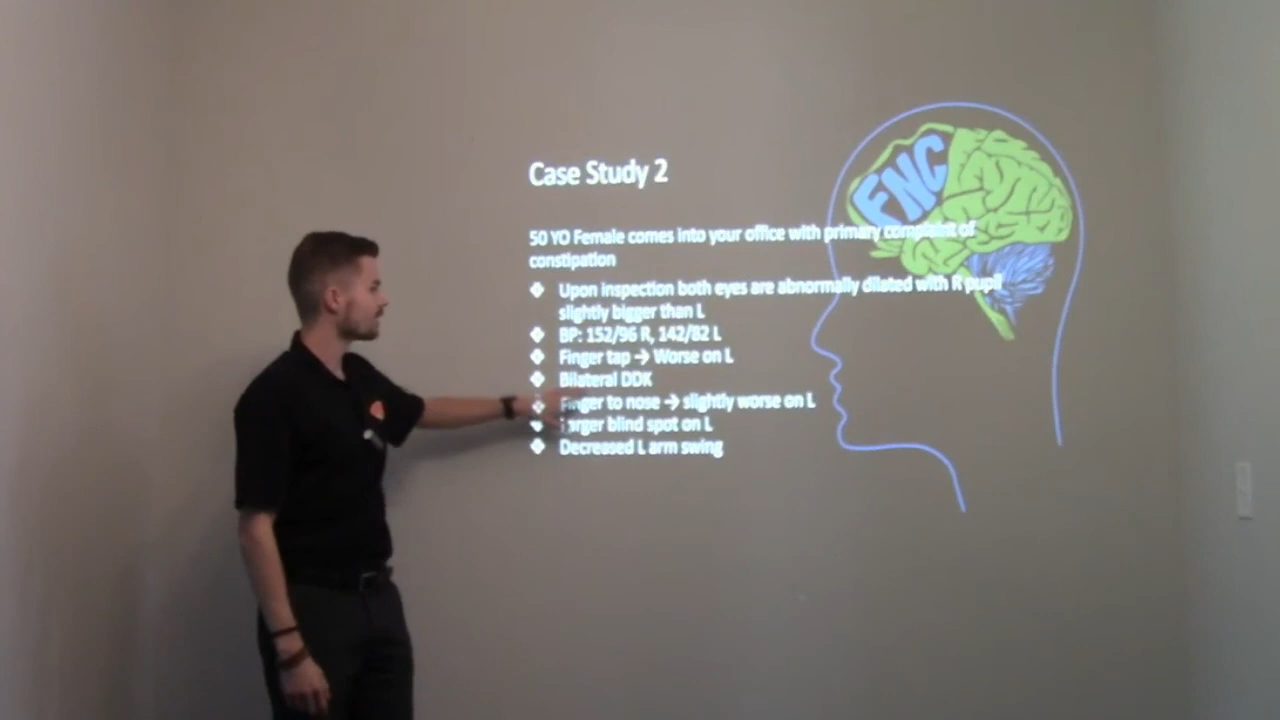 Case Study 2
FNC
50 YO Female comes into your office with primary complaint of
constipation
❖ Upon inspection both eyes are abnormally dilated with R pupil
slightly bigger than L
❖ BP: 152/96 R, 142/82 L
❖ Finger tap → Worse on L
❖ Bilateral DDK
❖ Finger to nose → slightly worse on L
❖ Larger blind spot on L
❖ Decreased L arm swing